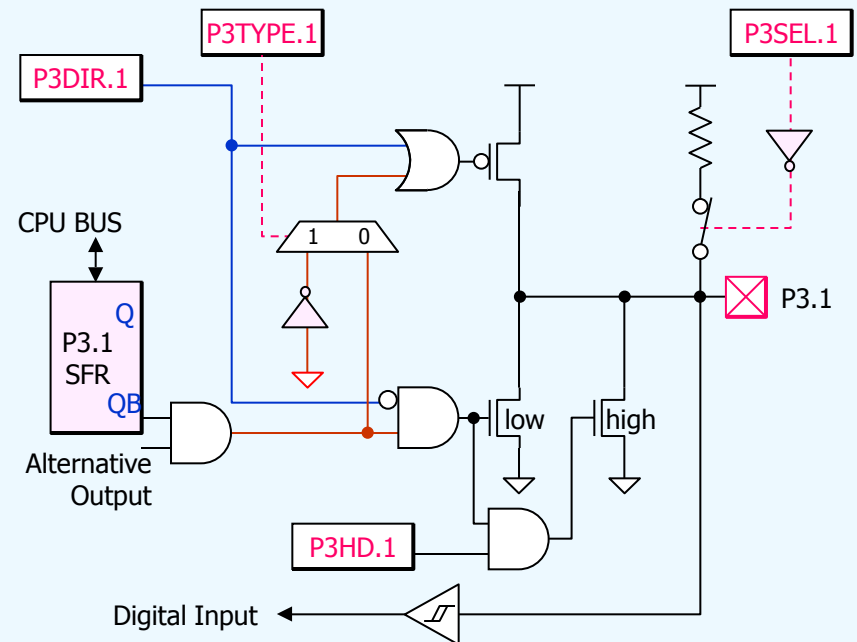 P3TYPE.1
P3SEL.1
P3DIR.1
CPU BUS
1 0
Q
P3.1
P3.1
SFR
QB
low
high
Alternative
Output
P3HD.1
Digital Input